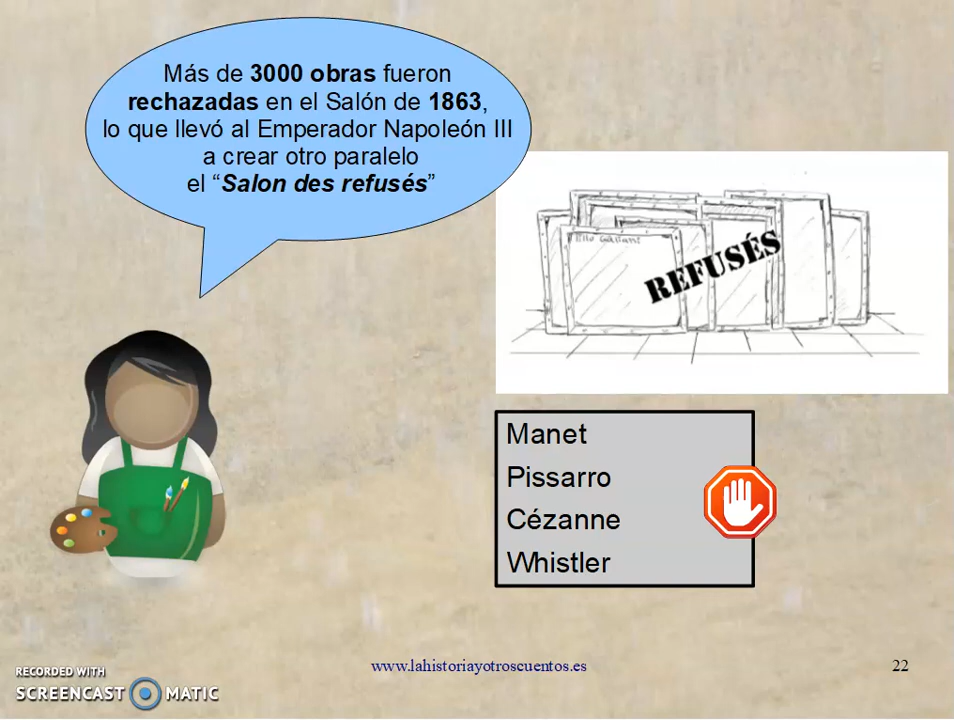 Más de 3000 obras fueron
rechazadas en el Salón de 1863,
lo que llevó al Emperador Napoleón III
a crear otro paralelo
el “Salon des refusés”
REFUSÉS
Manet
Pissarro
Cézanne
Whistler
www.lahistoriayotroscuentos.es
22
RECORDED WITH
SCREENCAST MATIC